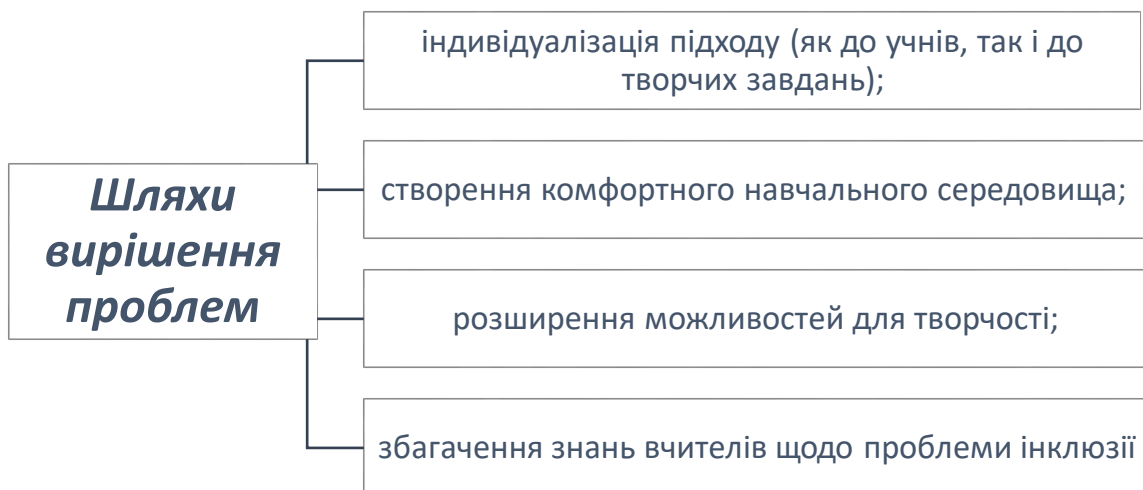 Шляхи
вирішення
проблем
індивідуалізація підходу (як до учнів, так і до
творчих завдань);
створення комфортного навчального середовища;
розширення можливостей для творчості;
збагачення знань вчителів щодо проблеми інклюзії